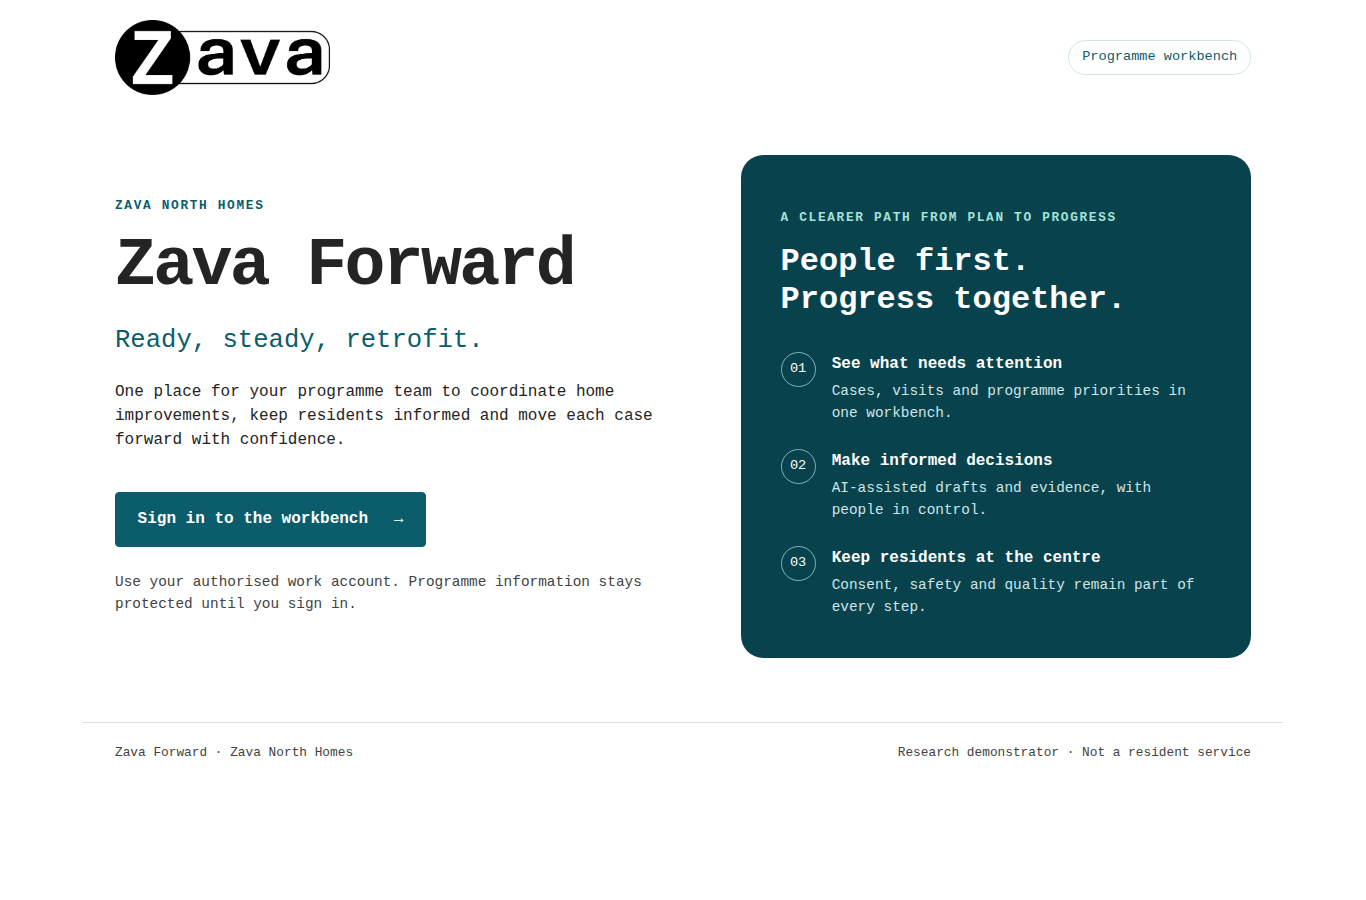 Zava
Programme workbench
ZAVA NORTH HOMES
Zava Forward
Ready, steady, retrofit.
One place for your programme team to coordinate home
improvements, keep residents informed and move each case
forward with confidence.
Sign in to the workbench →
Use your authorised work account. Programme information stays
protected until you sign in.
A CLEARER PATH FROM PLAN TO PROGRESS
People first.
Progress together.
01 See what needs attention
Cases, visits and programme priorities in
one workbench.
02 Make informed decisions
AI-assisted drafts and evidence, with
people in control.
03 Keep residents at the centre
Consent, safety and quality remain part of
every step.
Zava Forward · Zava North Homes
Research demonstrator · Not a resident service